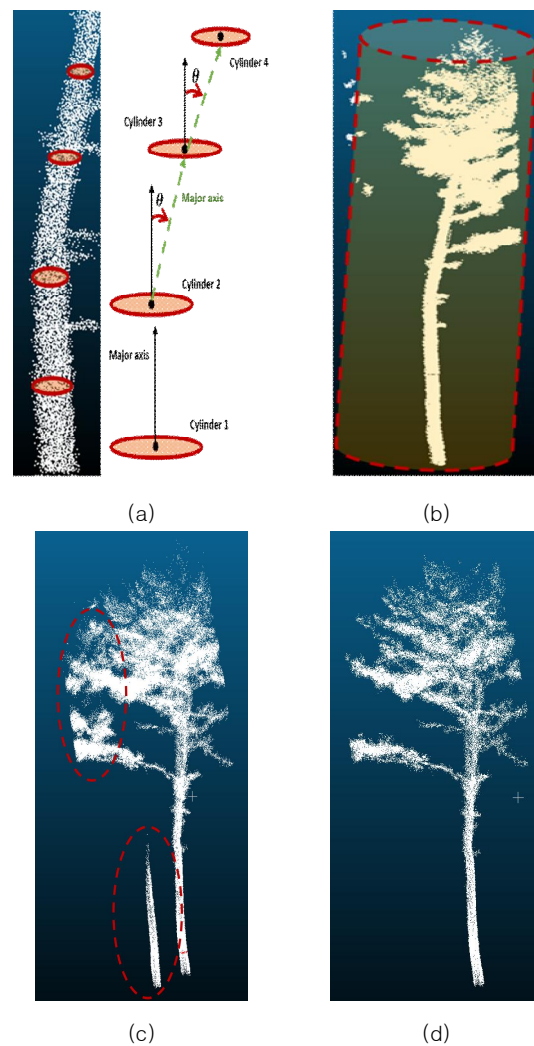 Cylinder 4
θ
Cylinder 3
Major axis
θ
Cylinder 2
Major axis
Cylinder 1
(a)
(b)
(c)
(d)